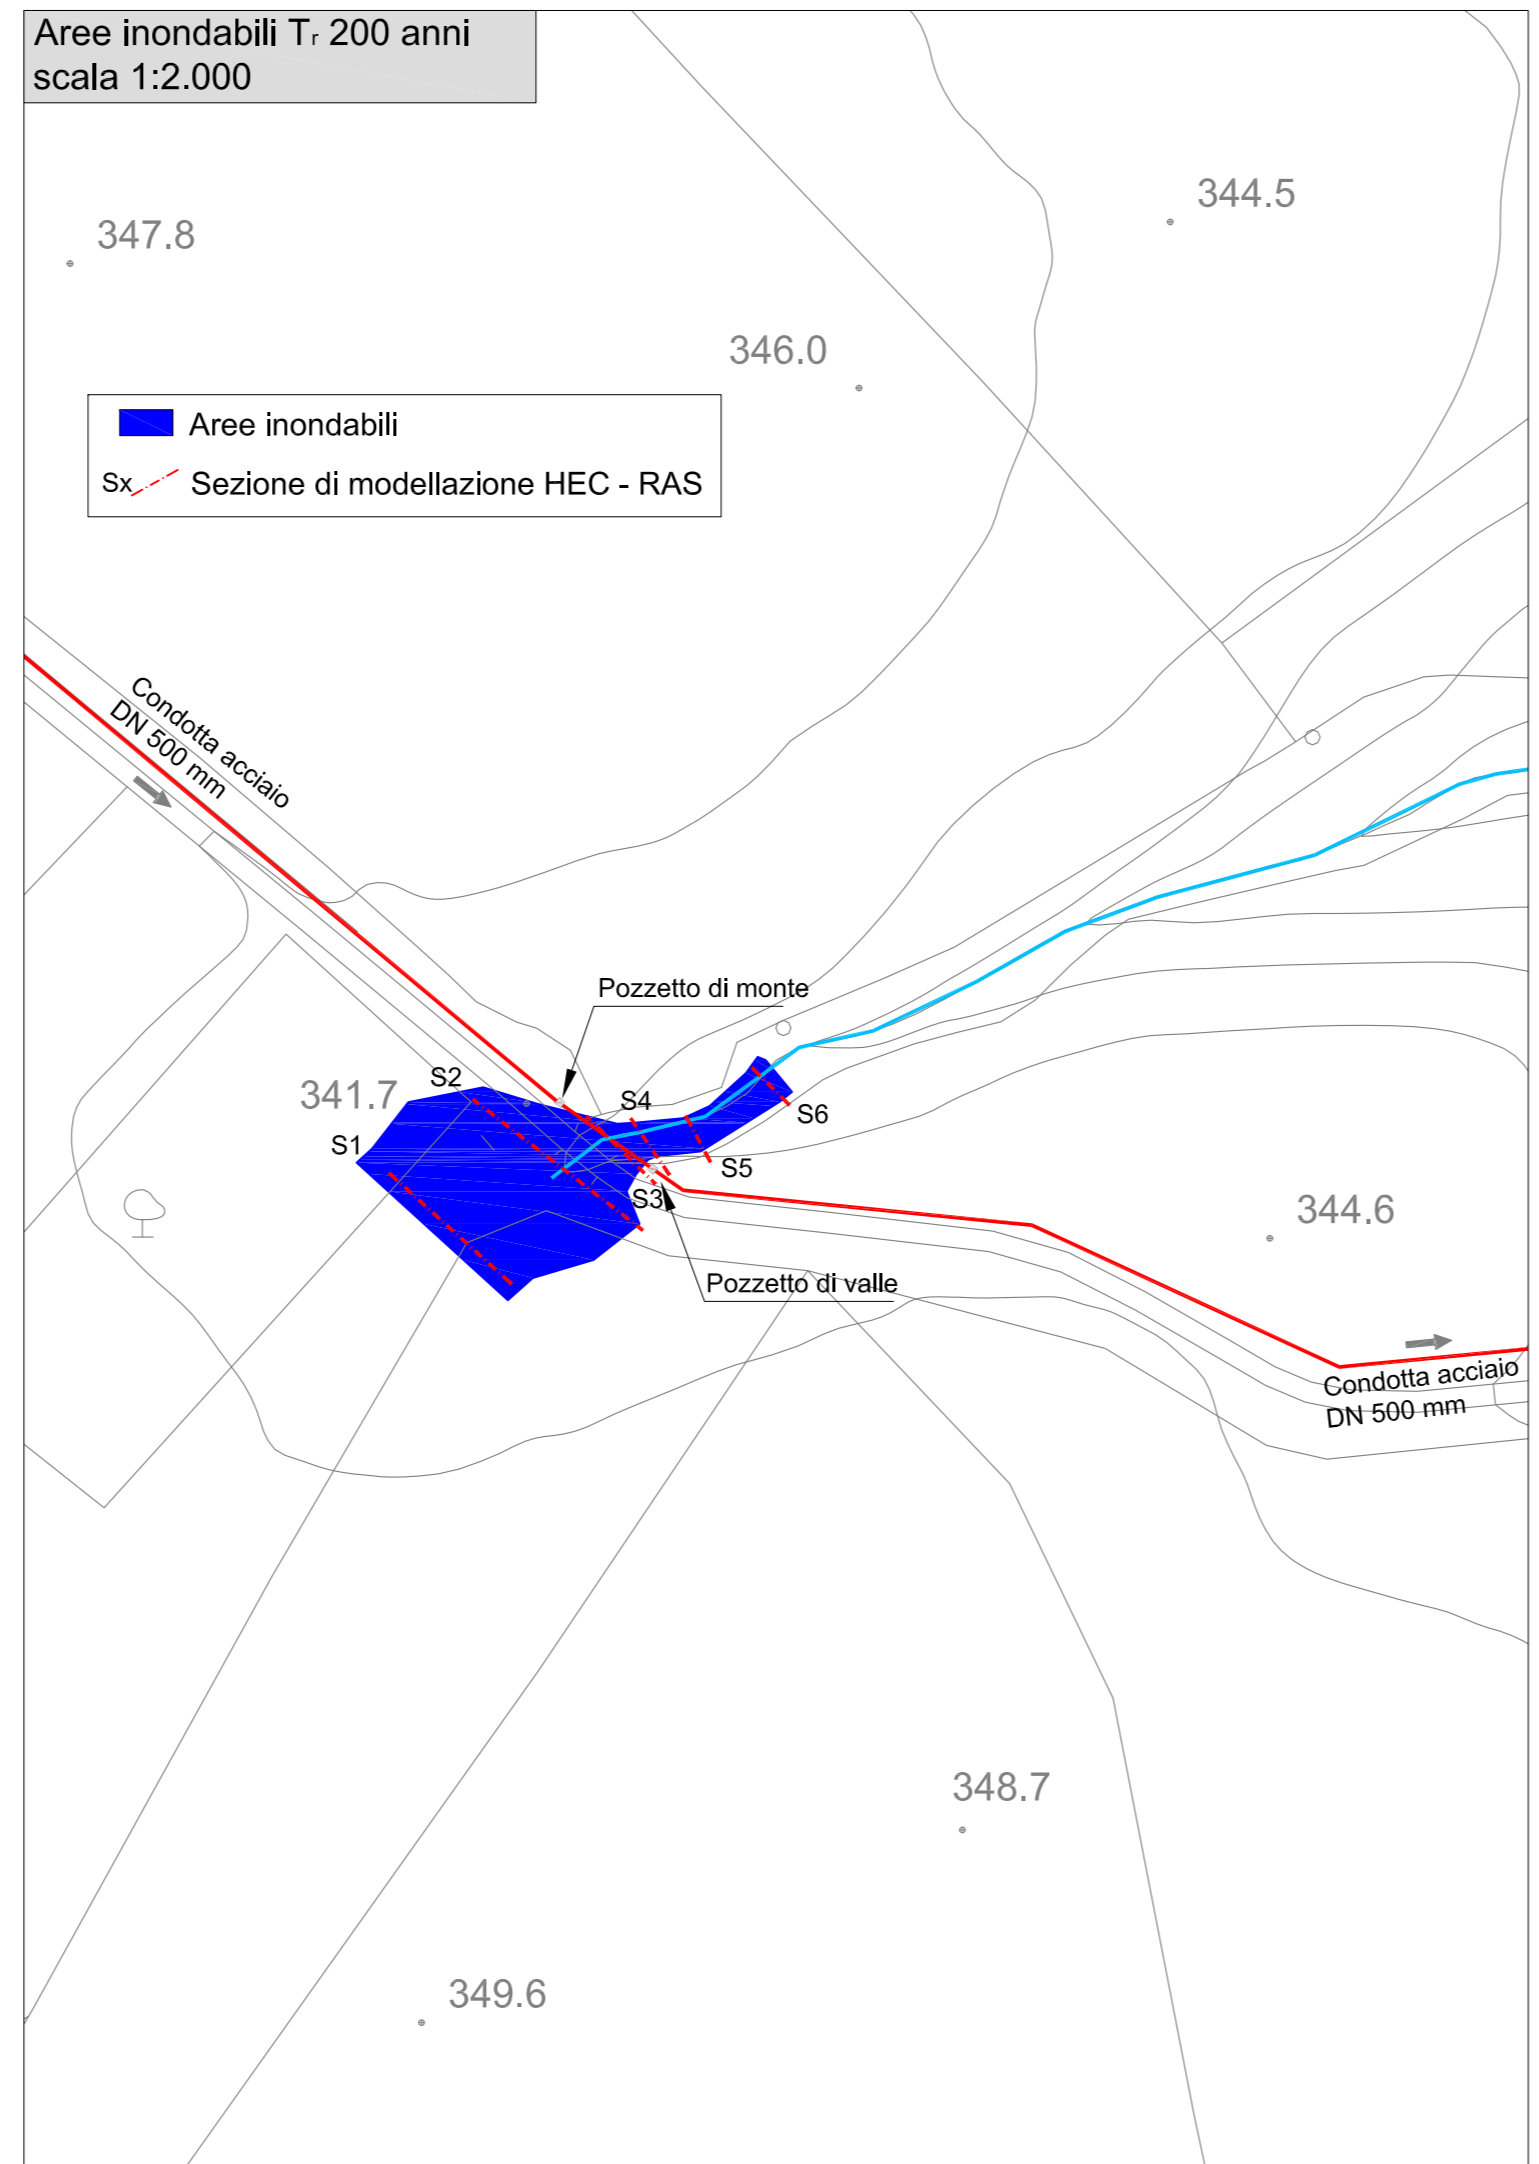 Aree inondabili Tr 200 anni
scala 1:2.000
347.8
344.5
346.0
Aree inondabili
Sx
Sezione di modellazione HEC - RAS
Condotta acciaio
DN 500 mm
Pozzetto di monte
341.7
S2
S4
S6
S1
S5
S3
344.6
Pozzetto di valle
Condotta acciaio
DN 500 mm
348.7
349.6